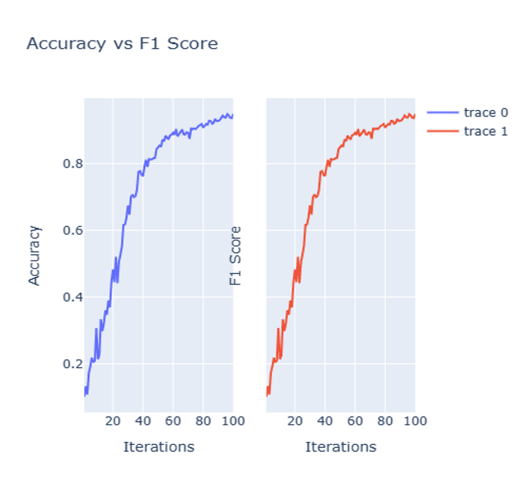 Accuracy vs F1 Score
trace 0
trace 1
Accuracy
0.8
0.6
0.4
0.2
20 40 60 80 100
Iterations
F1 Score
20 40 60 80 100
Iterations